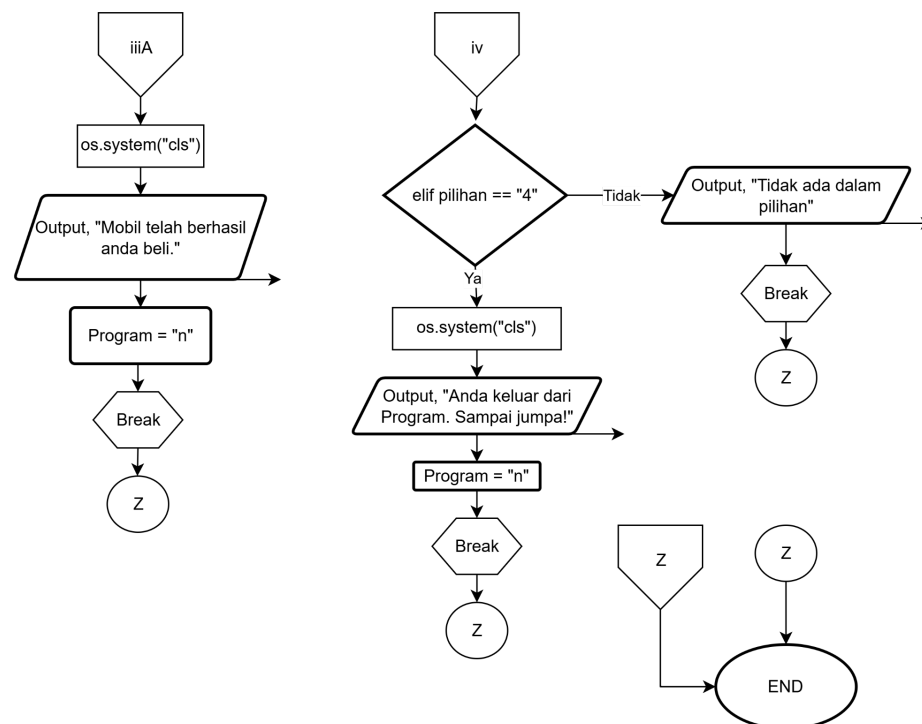 iiiA
os.system("cls")
Output, "Mobil telah berhasil
anda beli."
Program = "n"
Break
Z
iv
elif pilihan == "4"
Tidak
Output, "Tidak ada dalam
pilihan"
Break
Z
Ya
os.system("cls")
Output, "Anda keluar dari
Program. Sampai jumpa!"
Program = "n"
Break
Z
Z
Z
END